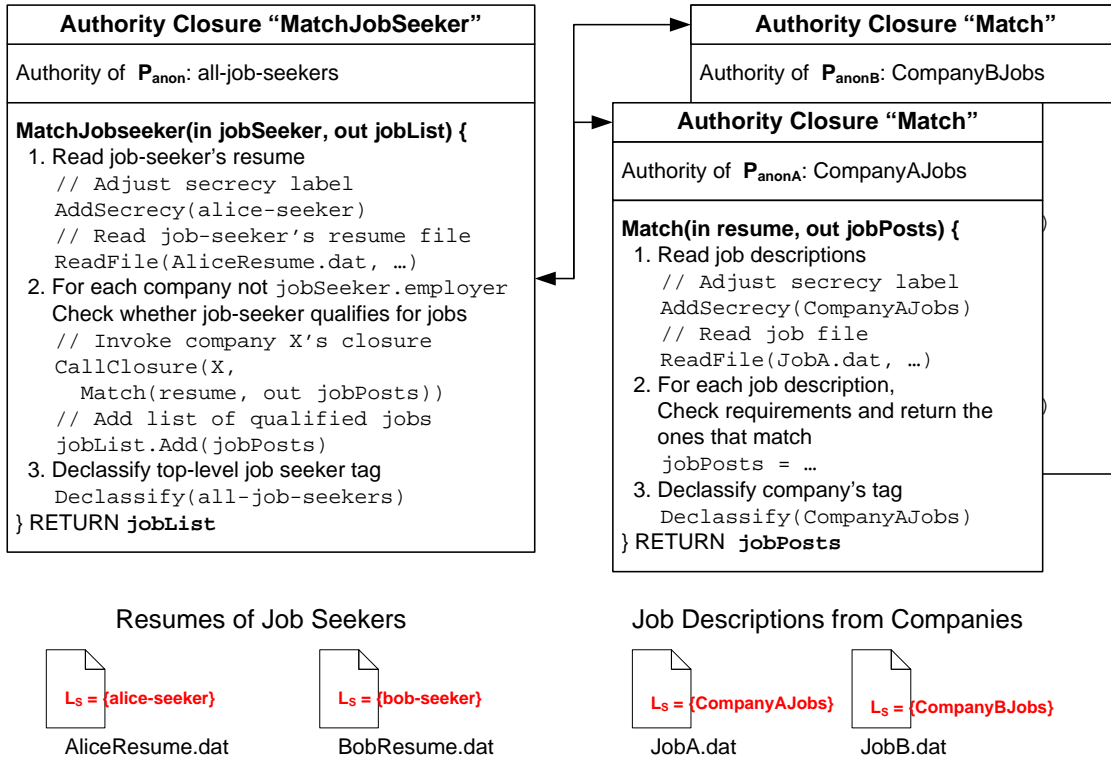 Authority Closure “MatchJobSeeker”
Authority of Panon: all-job-seekers
MatchJobseeker(in jobSeeker, out jobList) {
1. Read job-seeker’s resume
// Adjust secrecy label
AddSecrecy(alice-seeker)
// Read job-seeker’s resume file
ReadFile(AliceResume.dat, …)
2. For each company not jobSeeker.employer
Check whether job-seeker qualifies for jobs
// Invoke company X’s closure
CallClosure(X,
Match(resume, out jobPosts))
// Add list of qualified jobs
jobList.Add(jobPosts)
3. Declassify top-level job seeker tag
Declassify(all-job-seekers)
} RETURN jobList
Authority Closure “Match”
Authority of PanonB: CompanyBJobs
)
)
Authority Closure “Match”
Authority of PanonA: CompanyAJobs
Match(in resume, out jobPosts) {
1. Read job descriptions
// Adjust secrecy label
AddSecrecy(CompanyAJobs)
// Read job file
ReadFile(JobA.dat, …)
2. For each job description,
Check requirements and return the
ones that match
jobPosts = …
3. Declassify company’s tag
Declassify(CompanyAJobs)
} RETURN jobPosts
Resumes of Job Seekers
LS = {alice-seeker}
AliceResume.dat
LS = {bob-seeker}
BobResume.dat
Job Descriptions from Companies
LS = {CompanyAJobs}
JobA.dat
LS = {CompanyBJobs}
JobB.dat